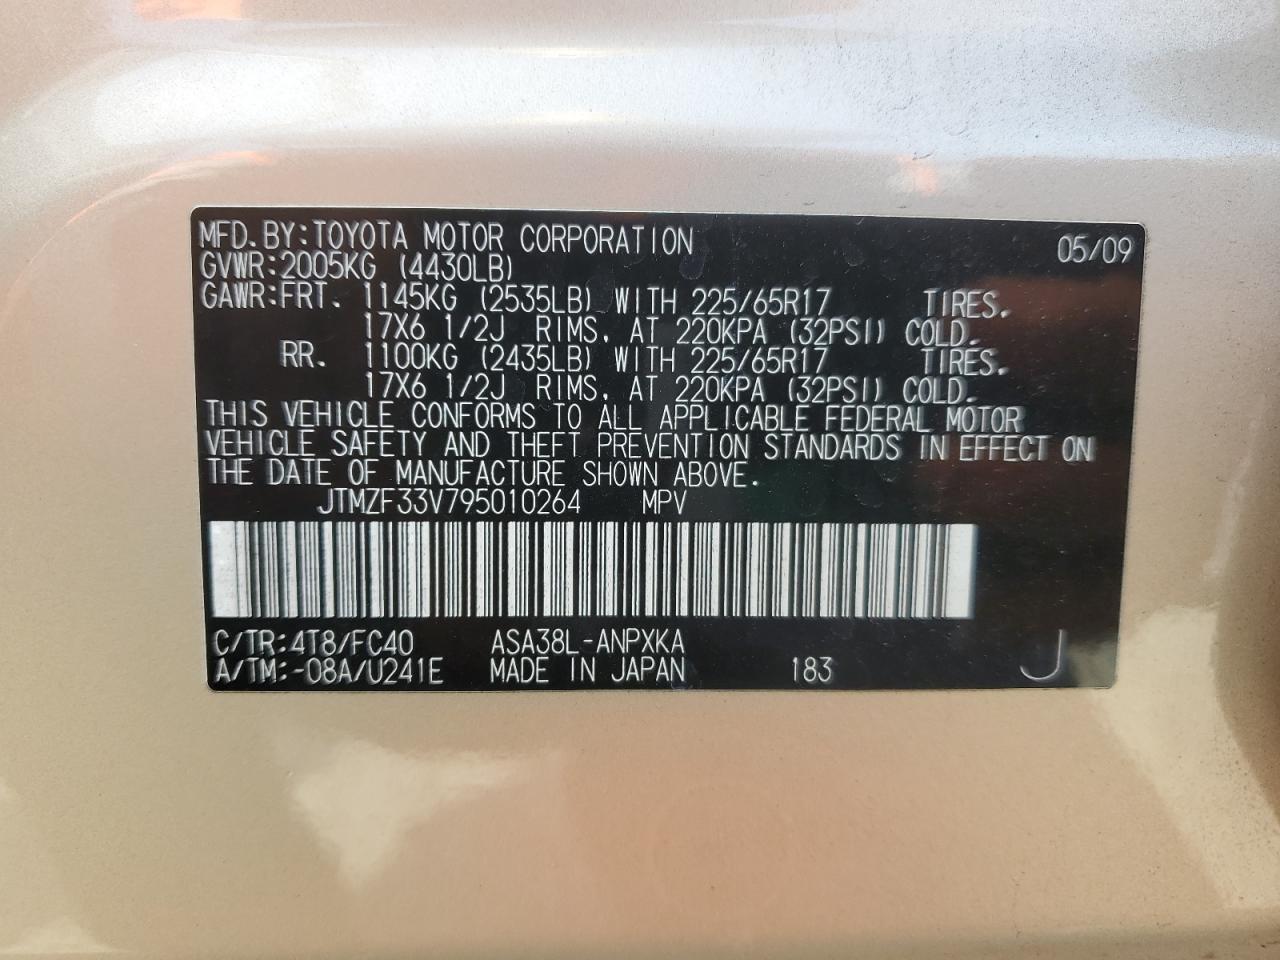 MFD. BY:TOYOTA MOTOR CORPORATION 05/09
GVWR:2005KG (4430LB)
GAWR:FRT. 1145KG (2535LB) WITH 225/65R17 TIRES.
17X6 1/2J RIMS, AT 220KPA (32PSI) COLD.
RR. 1100KG (2435LB) WITH 225/65R17 TIRES.
17X6 1/2J RIMS, AT 220KPA (32PSI) COLD.
THIS VEHICLE CONFORMS TO ALL APPLICABLE FEDERAL MOTOR
VEHICLE SAFETY AND THEFT PREVENTION STANDARDS IN EFFECT ON
THE DATE OF MANUFACTURE SHOWN ABOVE.
JTMZF33V795010264 MPV
C/TR:4T8/FC40 ASA38L-ANPXKA
A/TM:-08A/U241E MADE IN JAPAN 183 J